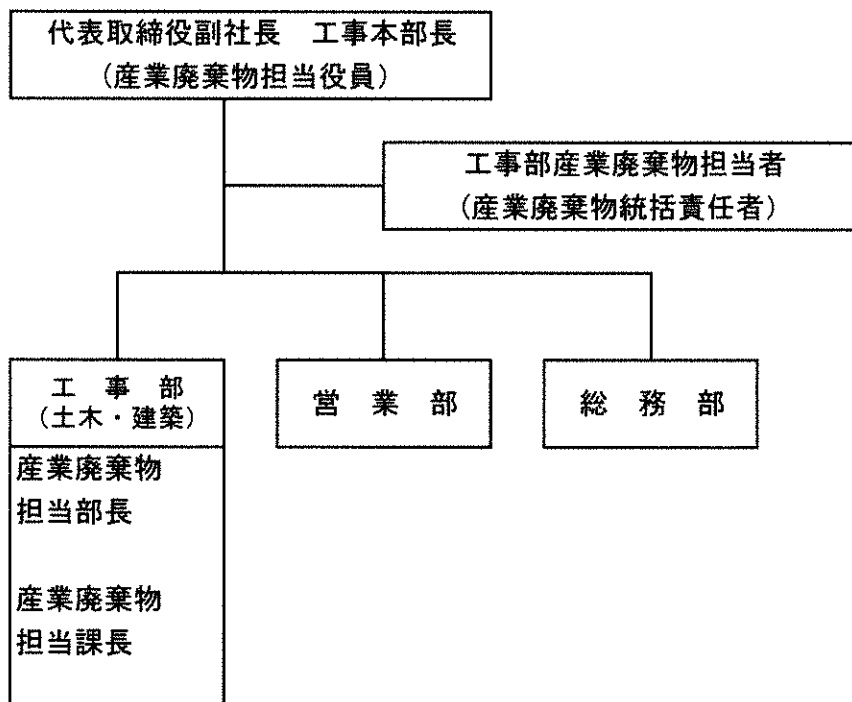 代表取締役副社長　工事本部長
（産業廃棄物担当役員）
工事部産業廃棄物担当者
（産業廃棄物統括責任者）
工　事　部
（土木・建築）
産業廃棄物
担当部長
産業廃棄物
担当課長
営　業　部
総　務　部